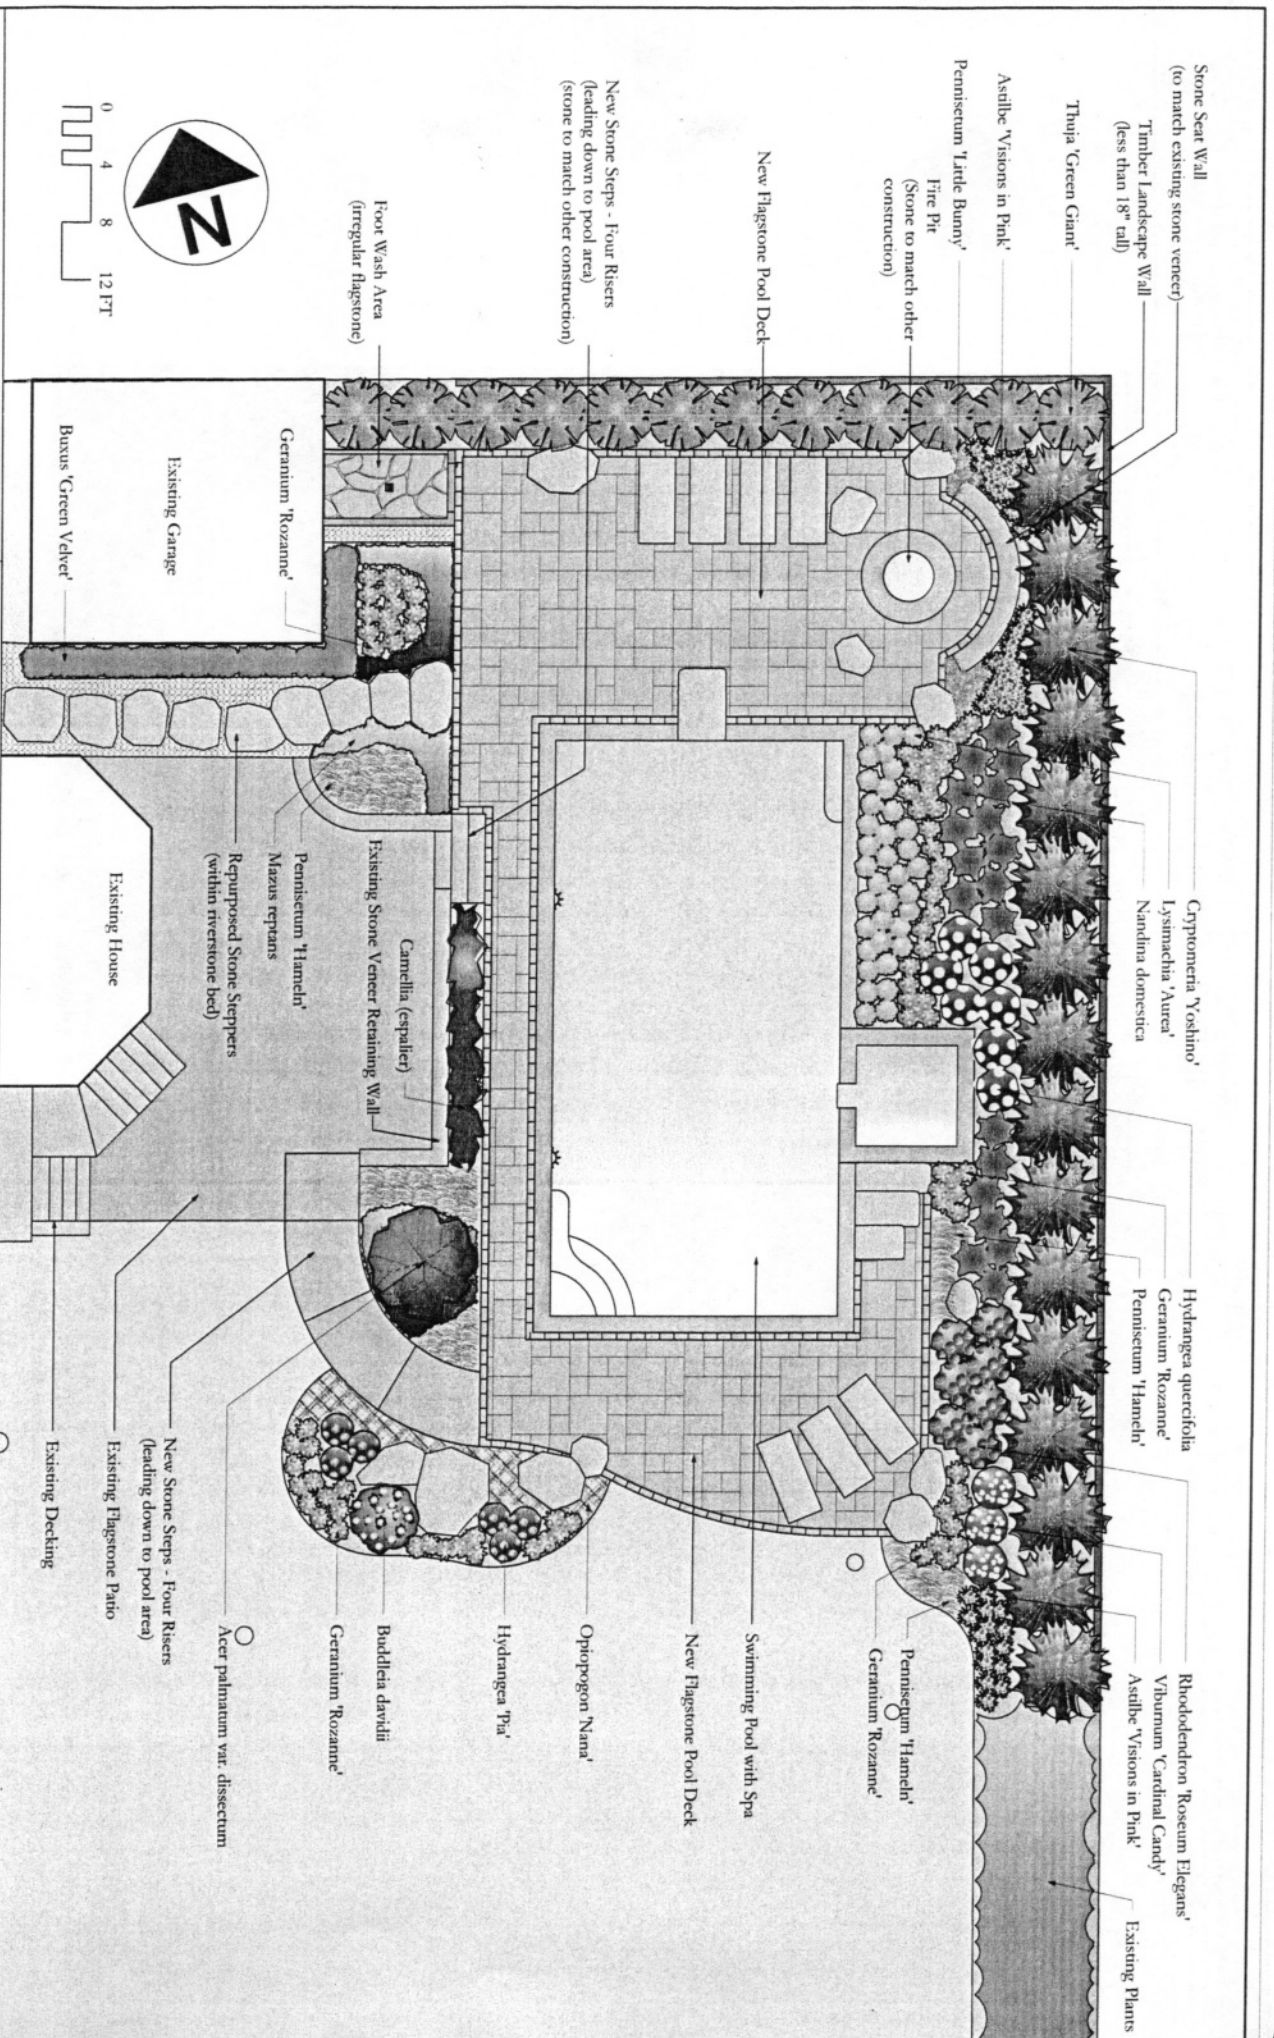 Stone Seat Wall
(to match existing stone veneer)
Timber Landscape Wall
(less than 18" tall)
Thuja 'Green Giant'
Astilbe 'Visions in Pink'
Pennisetum 'Little Bunny'
Fire Pit
(Stone to match other
construction)
New Flagstone Pool Deck
New Stone Steps - Four Risers
(leading down to pool area)
(stone to match other construction)
Foot Wash Area
(irregular flagstone)
N
0 4 8 12 FT
Cryptomeria 'Yoshino'
Lysimachia 'Aurea'
Nandina domestica
Hydrangea quercifolia
Geranium 'Rozanne'
Pennisetum 'Hameln'
Rhododendron 'Roseum Elegans'
Viburnum 'Cardinal Candy'
Astilbe 'Visions in Pink'
Existing Plants
Geranium 'Rozanne'
Existing Garage
Buxus 'Green Velvet'
Camellia (espalier)
Existing Stone Veneer Retaining Wall
Pennisetum 'Hameln'
Mazus reptans
Repurposed Stone Steppers
(within riverstone bed)
Existing House
Pennisetum 'Hameln'
Geranium 'Rozanne'
Swimming Pool with Spa
New Flagstone Pool Deck
Opiopogon 'Nana'
Hydrangea 'Pia'
Buddleia davidii
Geranium 'Rozanne'
Acer palmatum var. dissectum
New Stone Steps - Four Risers
(leading down to pool area)
Existing Flagstone Patio
Existing Decking